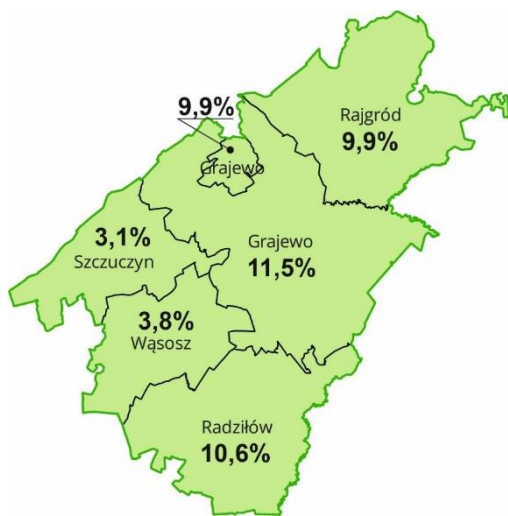 9,9%
Rajgród
9,9%
Grajewo
3,1%
Szczuczyn
Grajewo
11,5%
3,8%
Wąsosz
Radziłów
10,6%